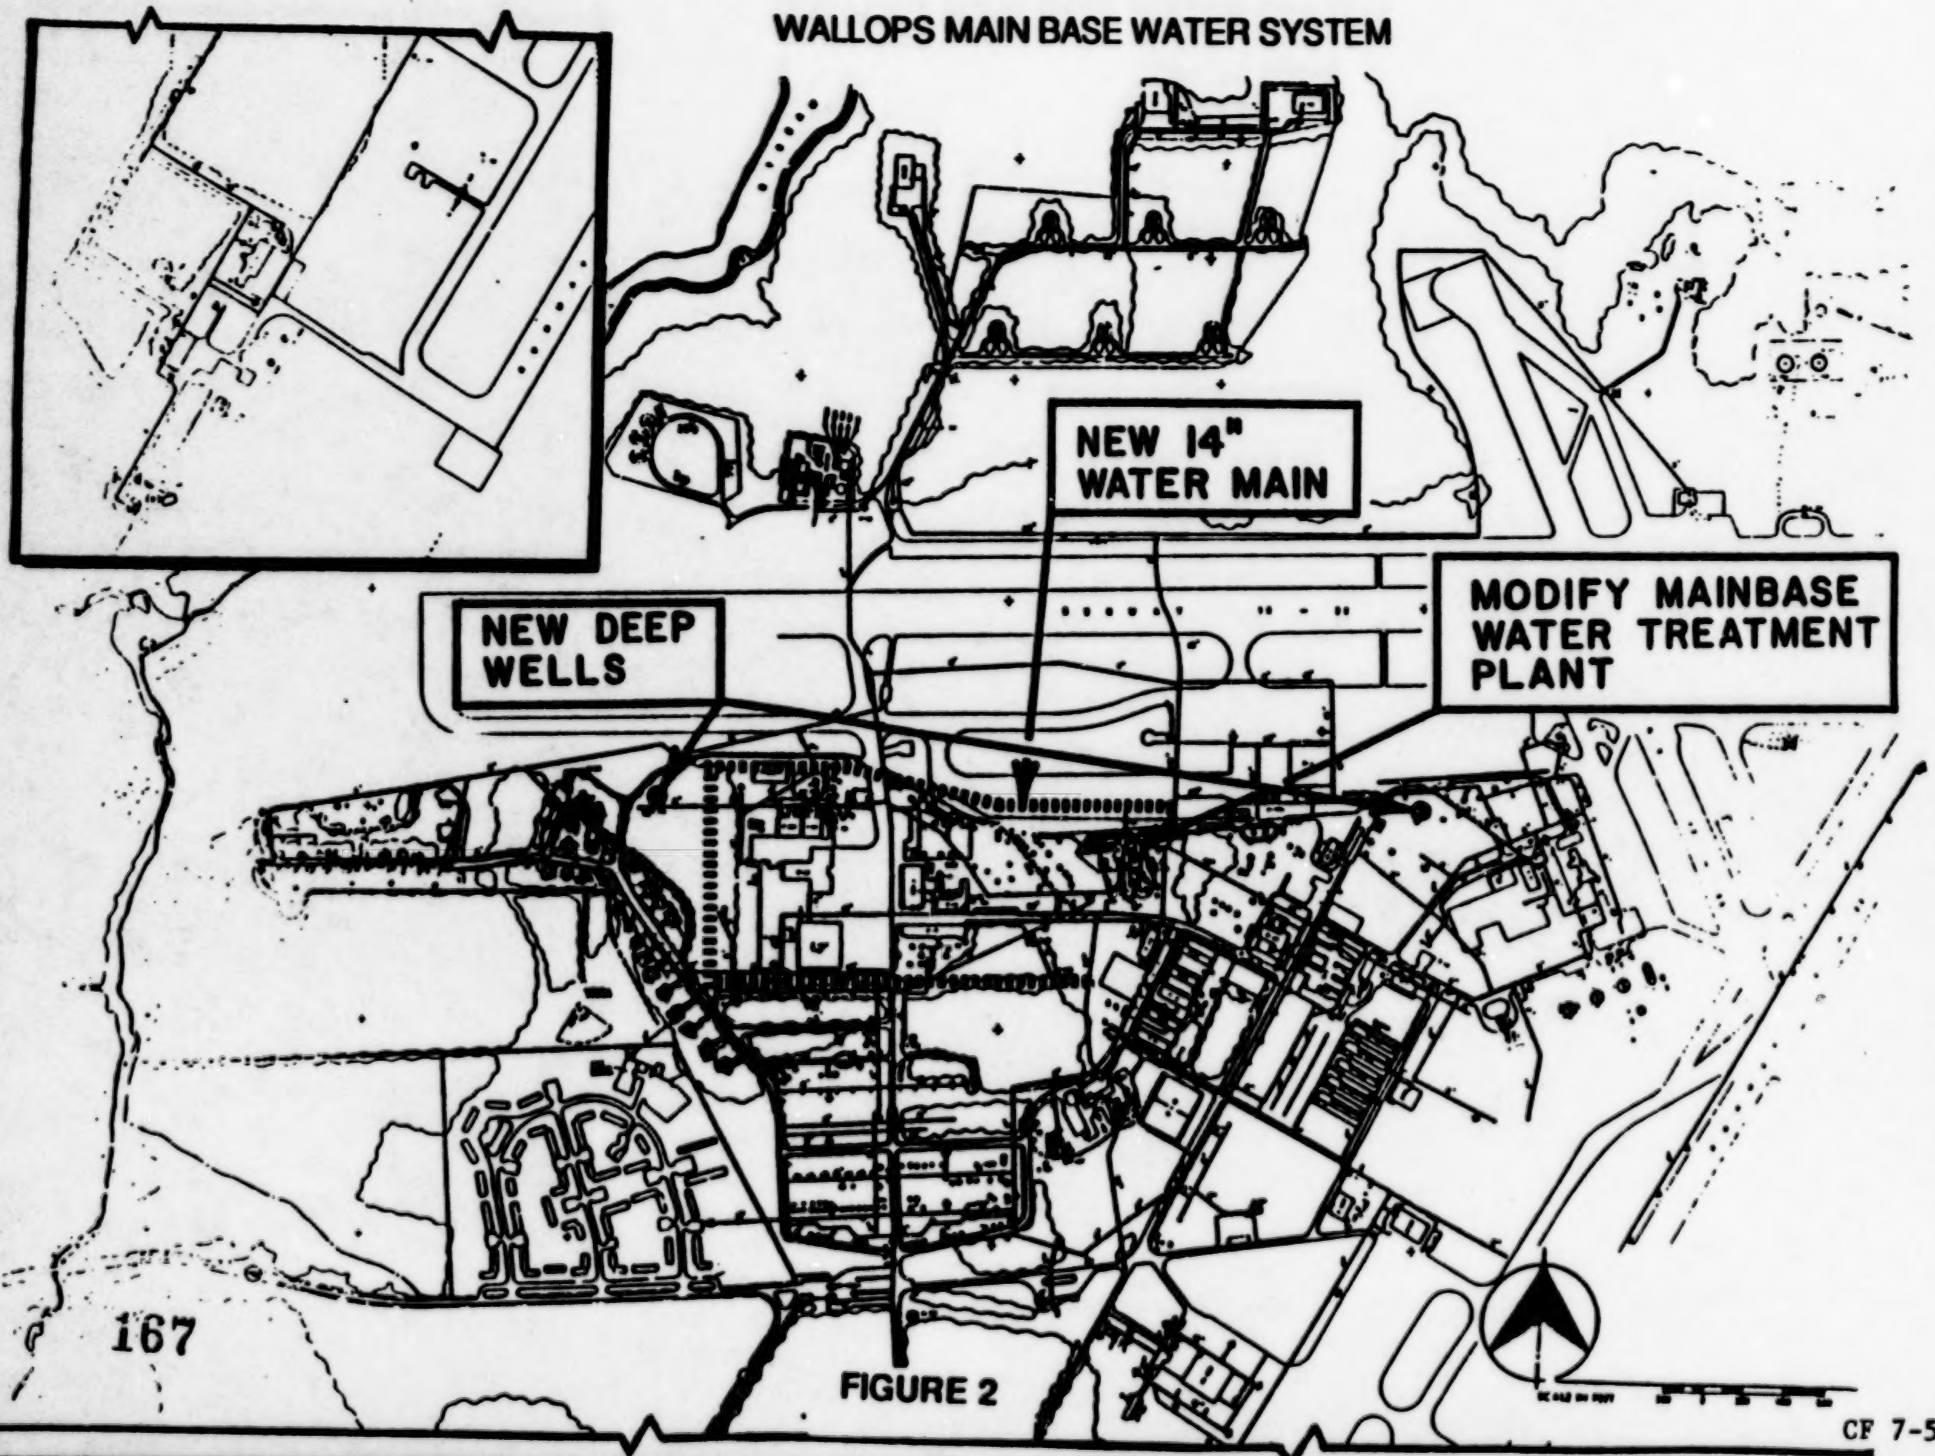 WALLOPS MAIN BASE WATER SYSTEM
NEW 14"
WATER MAIN
MODIFY MAINBASE
WATER TREATMENT
PLANT
NEW DEEP
WELLS
167
FIGURE 2
CF 7-5